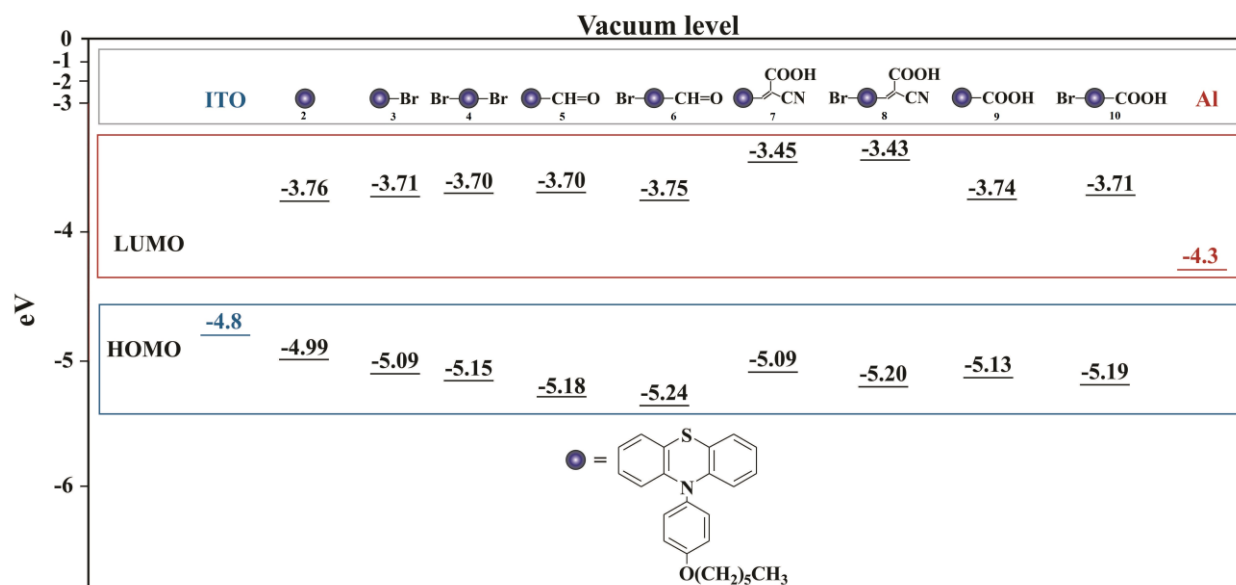 Vacuum level
0
-1
-2
-3
-4
-5
-6
eV
COOH COOH
ITO Br Br Br CH=O Br CH=O CN Br CN COOH Br COOH Al
2 3 4 5 6 7 8 9 10
-3.45 -3.43
-3.76 -3.71 -3.70 -3.70 -3.75 -3.74 -3.71
LUMO
-4.3
-4.8
HOMO
-4.99 -5.09 -5.15 -5.18 -5.24 -5.09 -5.20 -5.13 -5.19
=
S
N
O(CH₂)₅CH₃